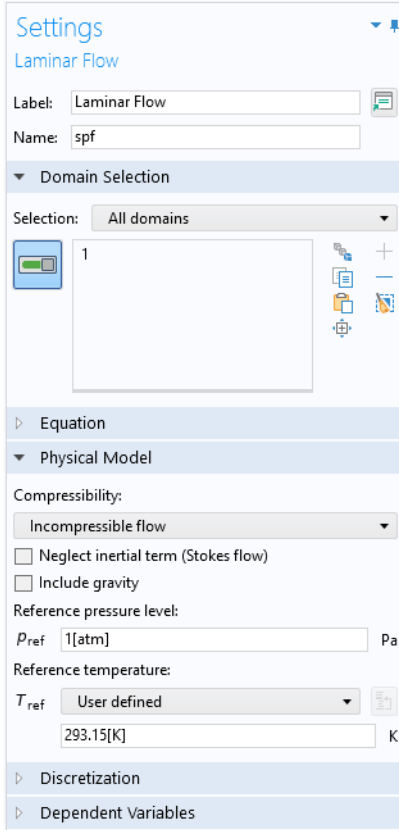 Settings
Laminar Flow
Label: Laminar Flow
Name: spf
Domain Selection
Selection: All domains
1
Equation
Physical Model
Compressibility:
Incompressible flow
Neglect inertial term (Stokes flow)
Include gravity
Reference pressure level:
pref 1[atm] Pa
Reference temperature:
Tref User defined
293.15[K] K
Discretization
Dependent Variables